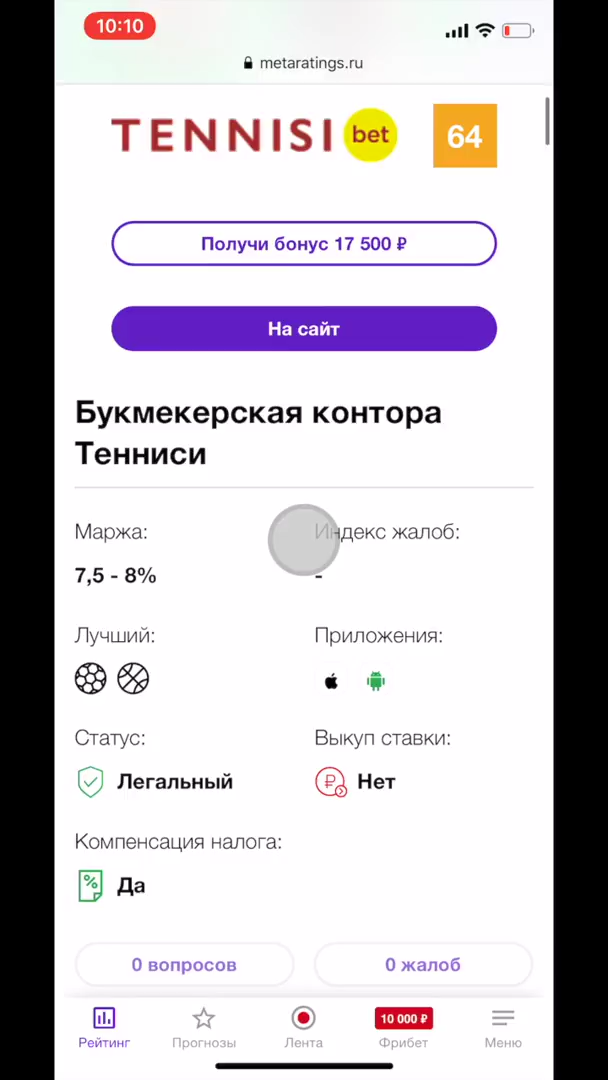 10:10
metaratings.ru
TENNISI bet 64
Получи бонус 17 500 ₽
На сайт
Букмекерская контора
Тенниси
Маржа: Индекс жалоб:
7,5 - 8% -
Лучший: Приложения:
Статус: Выкуп ставки:
Легальный Нет
Компенсация налога:
Да
0 вопросов 0 жалоб
10 000 ₽
Рейтинг Прогнозы Лента Фрибет Меню